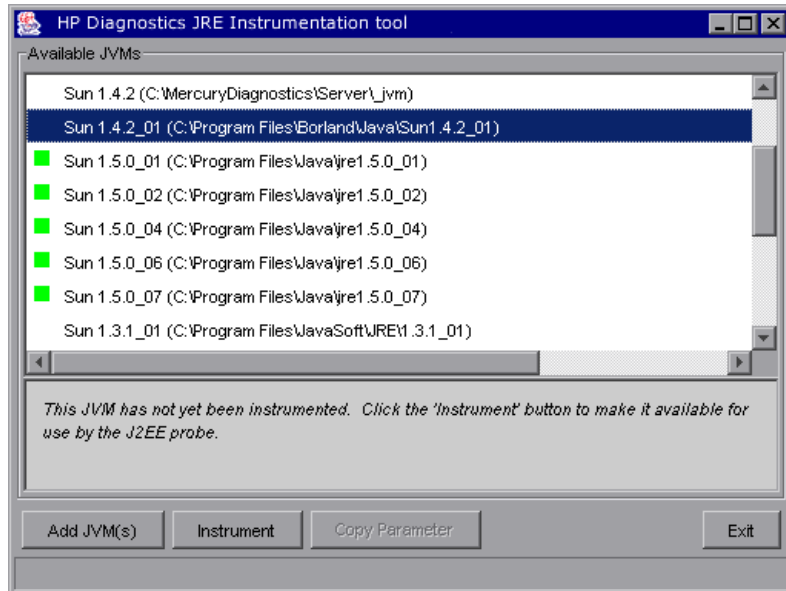 HP Diagnostics JRE Instrumentation tool
Available JVMs
Sun 1.4.2 (C:\MercuryDiagnostics\Server\_jvm)
Sun 1.4.2_01 (C:\Program Files\Borland\Java\Sun1.4.2_01)
Sun 1.5.0_01 (C:\Program Files\Java\jre1.5.0_01)
Sun 1.5.0_02 (C:\Program Files\Java\jre1.5.0_02)
Sun 1.5.0_04 (C:\Program Files\Java\jre1.5.0_04)
Sun 1.5.0_06 (C:\Program Files\Java\jre1.5.0_06)
Sun 1.5.0_07 (C:\Program Files\Java\jre1.5.0_07)
Sun 1.3.1_01 (C:\Program Files\JavaSoft\JRE\1.3.1_01)
This JVM has not yet been instrumented. Click the 'Instrument' button to make it available for
use by the J2EE probe.
Add JVM(s) Instrument Copy Parameter Exit